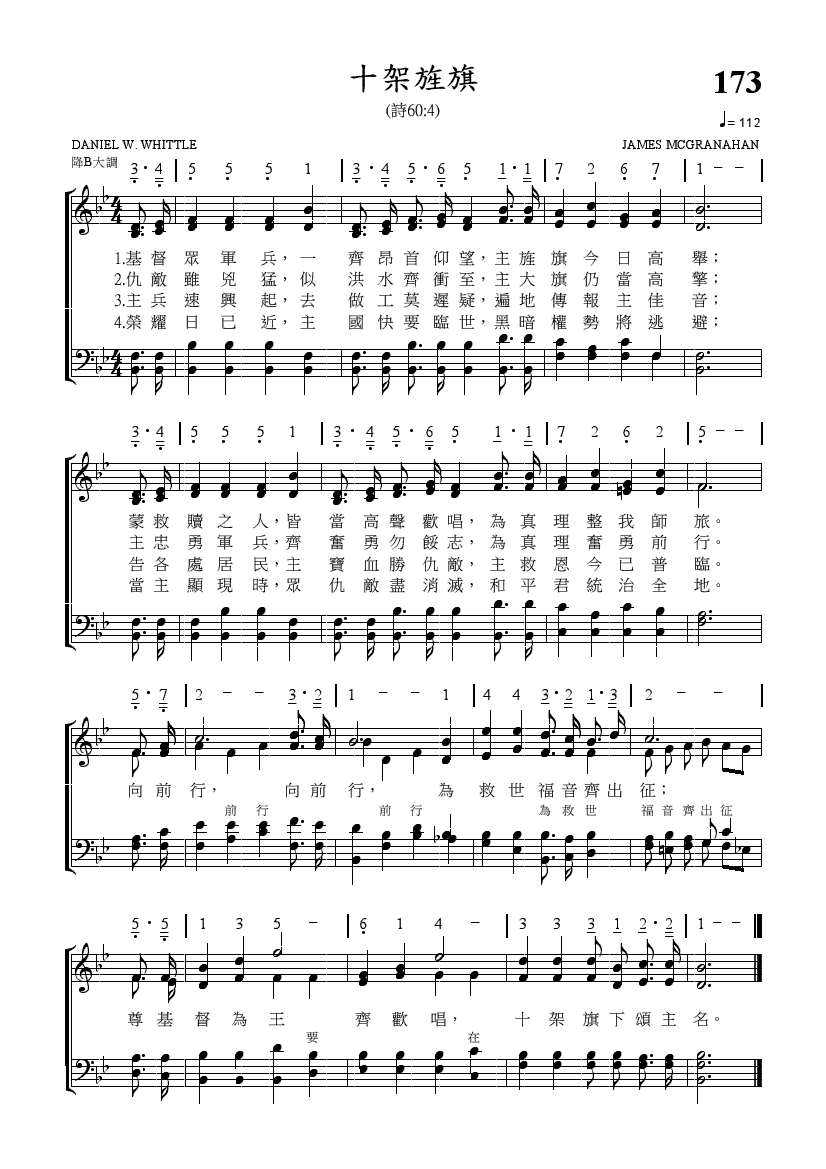 十架旌旗
173
(詩60:4)
♩= 112
DANIEL W. WHITTLE
JAMES MCGRANAHAN
降B大調
3 · 4 | 5 5 5 1 | 3 · 4 5 · 6 5 1 · 1 | 7 2 6 7 | 1 – – |
1.基督眾軍兵，一齊昂首仰望，主旌旗今日高舉；
2.仇敵雖兇猛，似洪水齊衝至，主大旗仍當高擎；
3.主兵速興起，去做工莫遲疑，遍地傳報主佳音；
4.榮耀日已近，主國快要臨世，黑暗權勢將逃避；
3 · 4 | 5 5 5 1 | 3 · 4 5 · 6 5 1 · 1 | 7 2 6 2 | 5 – – |
蒙救贖之人，皆當高聲歡唱，為真理整我師旅。
主忠勇軍兵，齊奮勇勿餒志，為真理奮勇前行。
告各處居民，主寶血勝仇敵，主救恩今已普臨。
當主顯現時，眾仇敵盡消滅，和平君統治全地。
5 · 7 | 2 – – 3 · 2 | 1 – – 1 | 4 4 3 · 2 1 · 3 | 2 – – |
向前行，向前行，為救世福音齊出征；
前行 前行 為救世 福音齊出征
5 · 5 | 1 3 5 – | 6 1 4 – | 3 3 3 1 2 · 2 | 1 – –
尊基督為王齊歡唱，十架旗下頌主名。
要 在